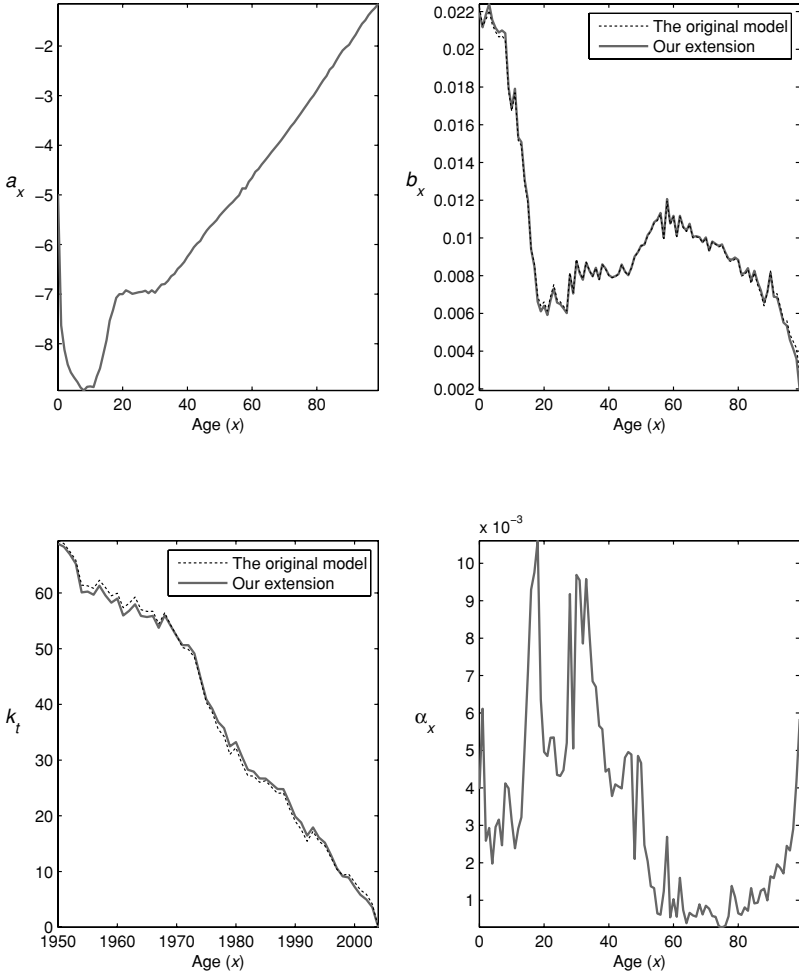 −2
−3
−4
−5
−6
−7
−8
a_x
0 20 40 60 80
Age (x)
0.022
0.02
0.018
0.016
0.014
0.012
0.01
0.008
0.006
0.004
0.002
b_x
The original model
Our extension
0 20 40 60 80
Age (x)
60
50
40
30
20
10
0
k_t
The original model
Our extension
1950 1960 1970 1980 1990 2000
Age (x)
x 10⁻³
10
9
8
7
6
5
4
3
2
1
α_x
0 20 40 60 80
Age (x)